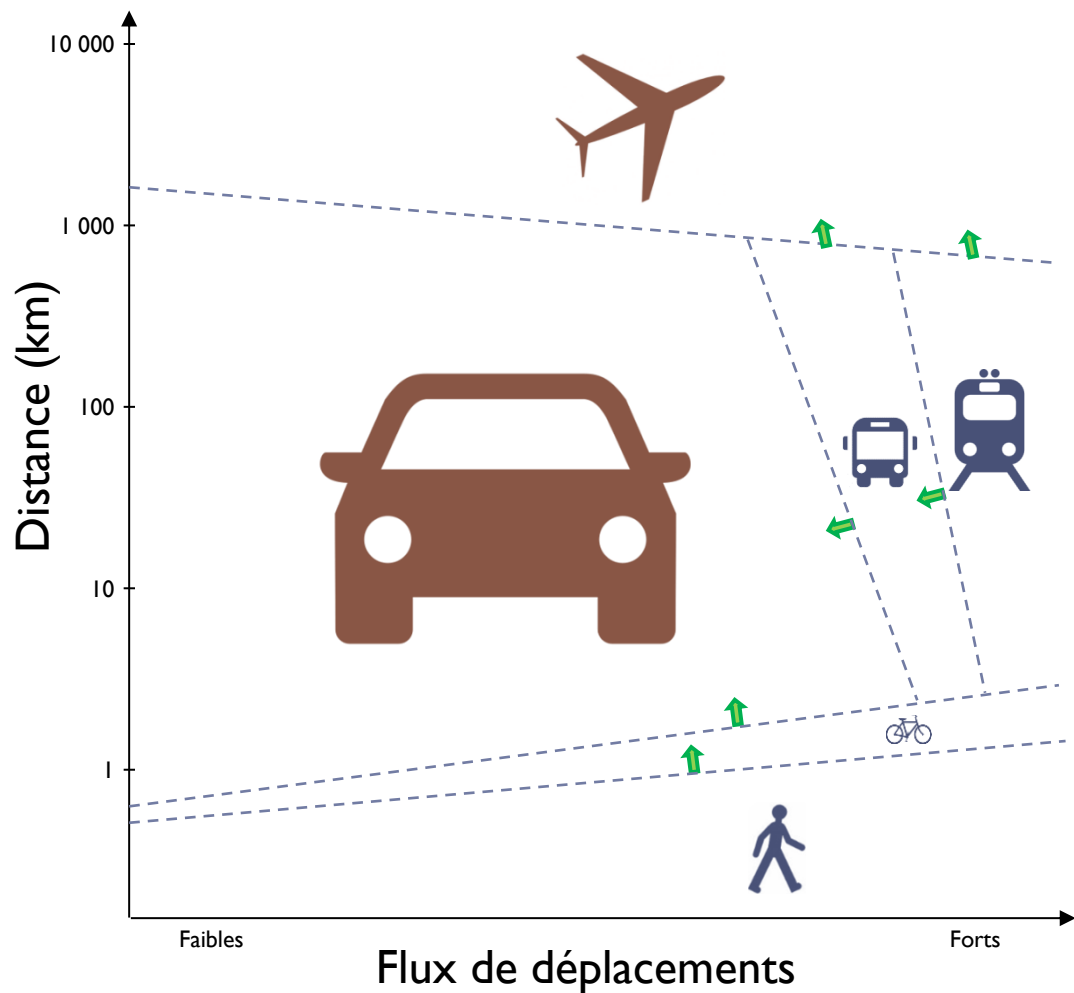 10 000
1 000
100
10
1
Distance (km)
Faibles
Forts
Flux de déplacements